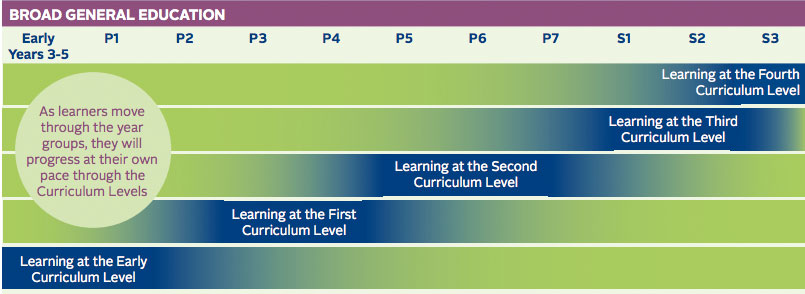 BROAD GENERAL EDUCATION
Early
Years 3-5
P1
P2
P3
P4
P5
P6
P7
S1
S2
S3
Learning at the Fourth
Curriculum Level
As learners move
through the year
groups, they will
progress at their own
pace through the
Curriculum Levels
Learning at the Third
Curriculum Level
Learning at the Second
Curriculum Level
Learning at the First
Curriculum Level
Learning at the Early
Curriculum Level